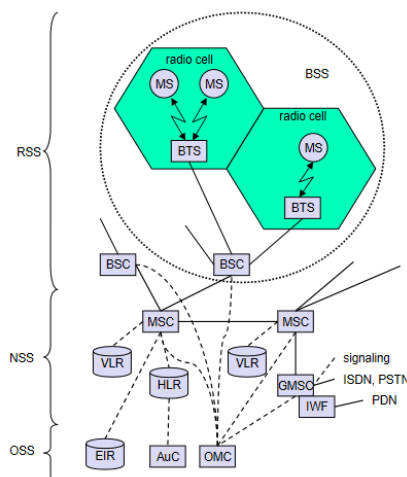 radio cell
BSS
MS
MS
radio cell
MS
RSS
BTS
BTS
BSC
BSC
MSC
MSC
NSS
VLR
HLR
VLR
signaling
GMSC
ISDN, PSTN
IWF
PDN
OSS
EIR
AuC
OMC